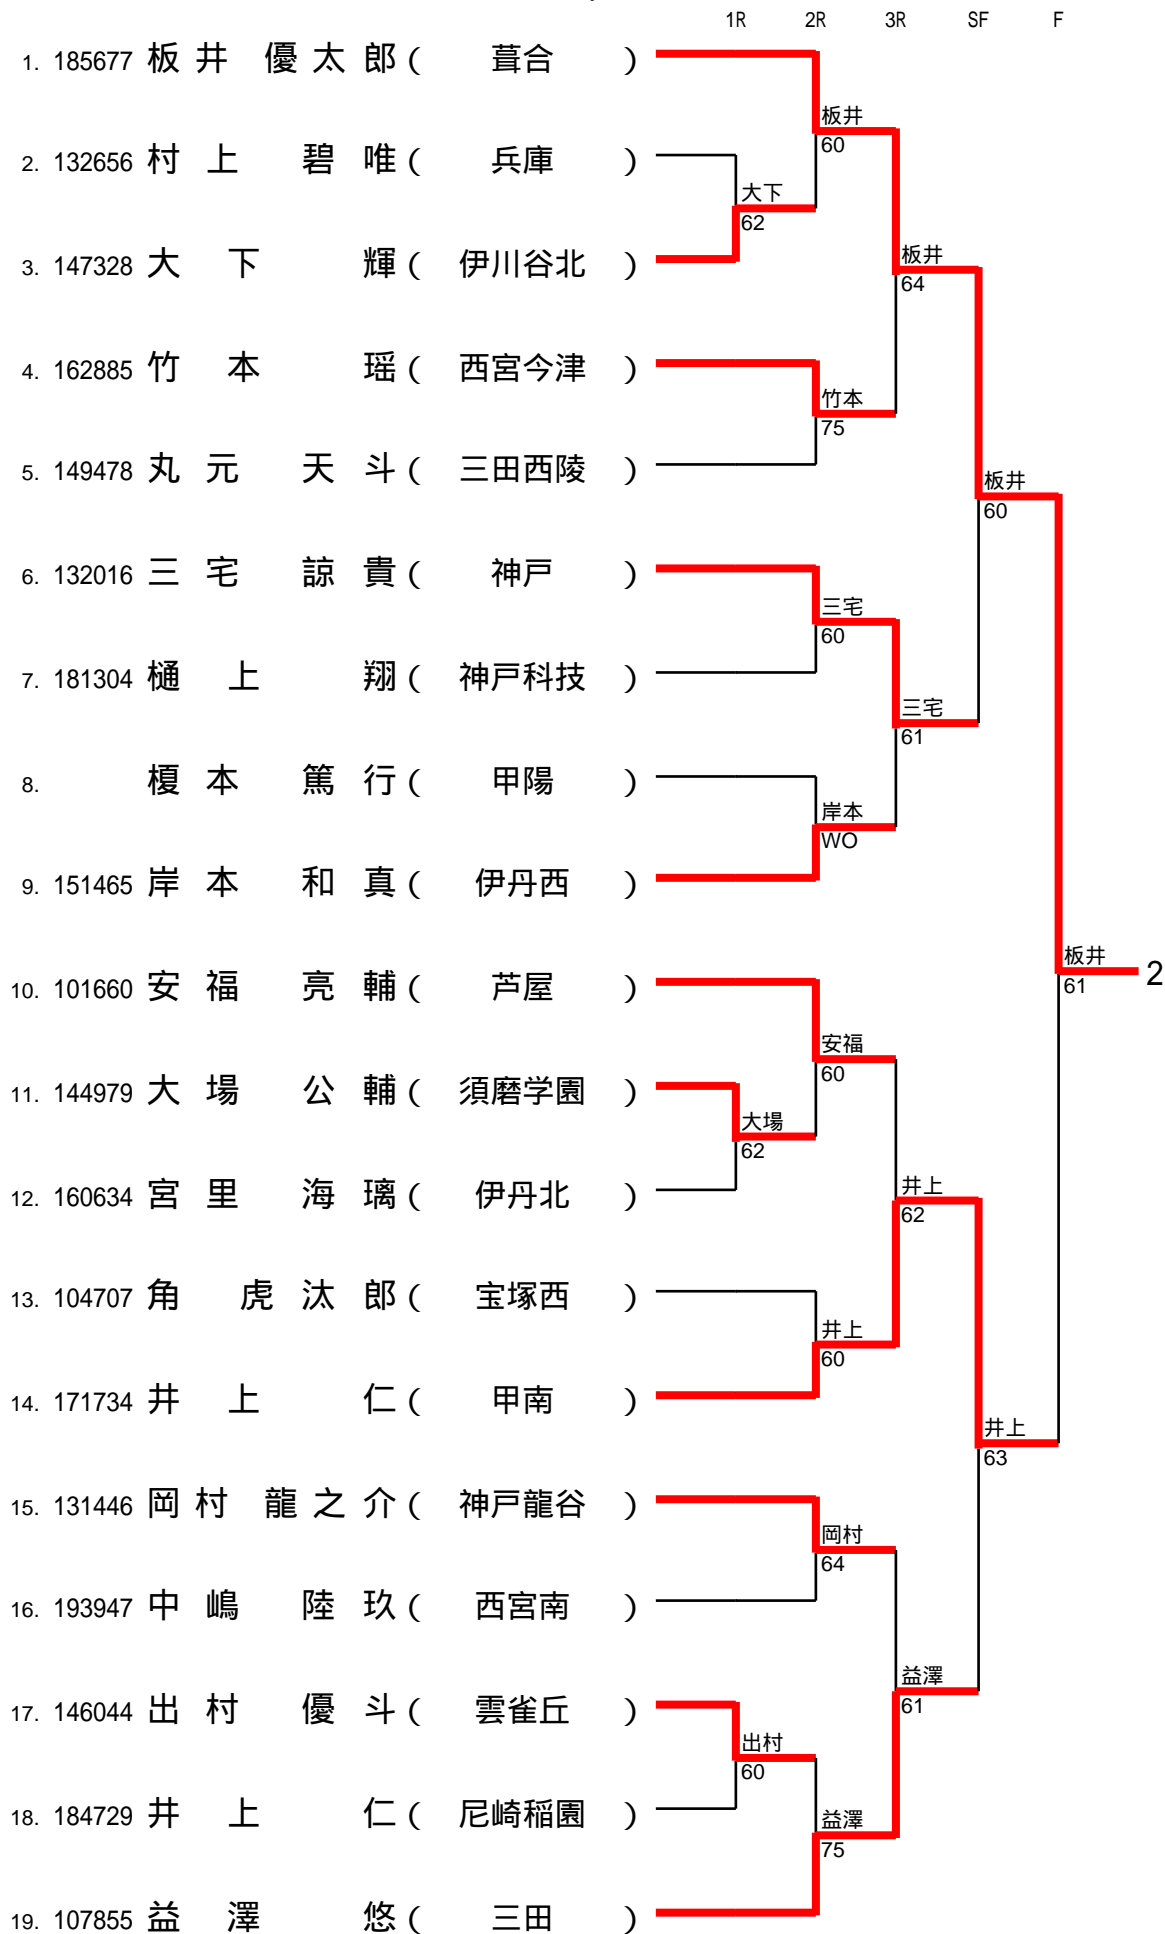 1R 2R 3R SF F
1. 185677 板井 優太郎 ( 葺合 )
板井
60
2. 132656 村上 碧唯 ( 兵庫 )
大下
62
3. 147328 大下 輝 ( 伊川谷北 )
板井
64
4. 162885 竹本 瑶 ( 西宮今津 )
竹本
75
5. 149478 丸元 天斗 ( 三田西陵 )
板井
60
6. 132016 三宅 諒貴 ( 神戸 )
三宅
60
7. 181304 樋上 翔 ( 神戸科技 )
三宅
61
8. 榎本 篤行 ( 甲陽 )
岸本
WO
9. 151465 岸本 和真 ( 伊丹西 )
板井
61
2
10. 101660 安福 亮輔 ( 芦屋 )
安福
60
11. 144979 大場 公輔 ( 須磨学園 )
大場
62
12. 160634 宮里 海璃 ( 伊丹北 )
井上
62
13. 104707 角 虎汰郎 ( 宝塚西 )
井上
60
14. 171734 井上 仁 ( 甲南 )
井上
63
15. 131446 岡村 龍之介 ( 神戸龍谷 )
岡村
64
16. 193947 中嶋 陸玖 ( 西宮南 )
益澤
61
17. 146044 出村 優斗 ( 雲雀丘 )
出村
60
18. 184729 井上 仁 ( 尼崎稲園 )
益澤
75
19. 107855 益澤 悠 ( 三田 )